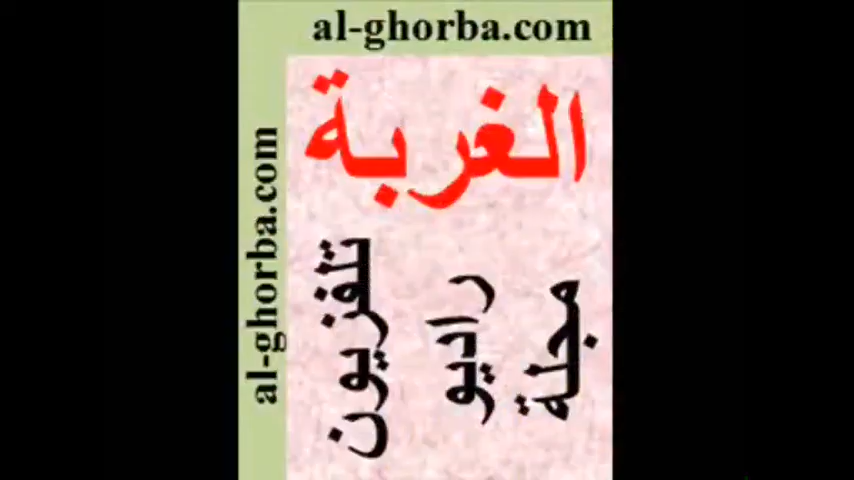 al-ghorba.com
al-ghorba.com
الغربة
مجلة
راديو
تلفزيون